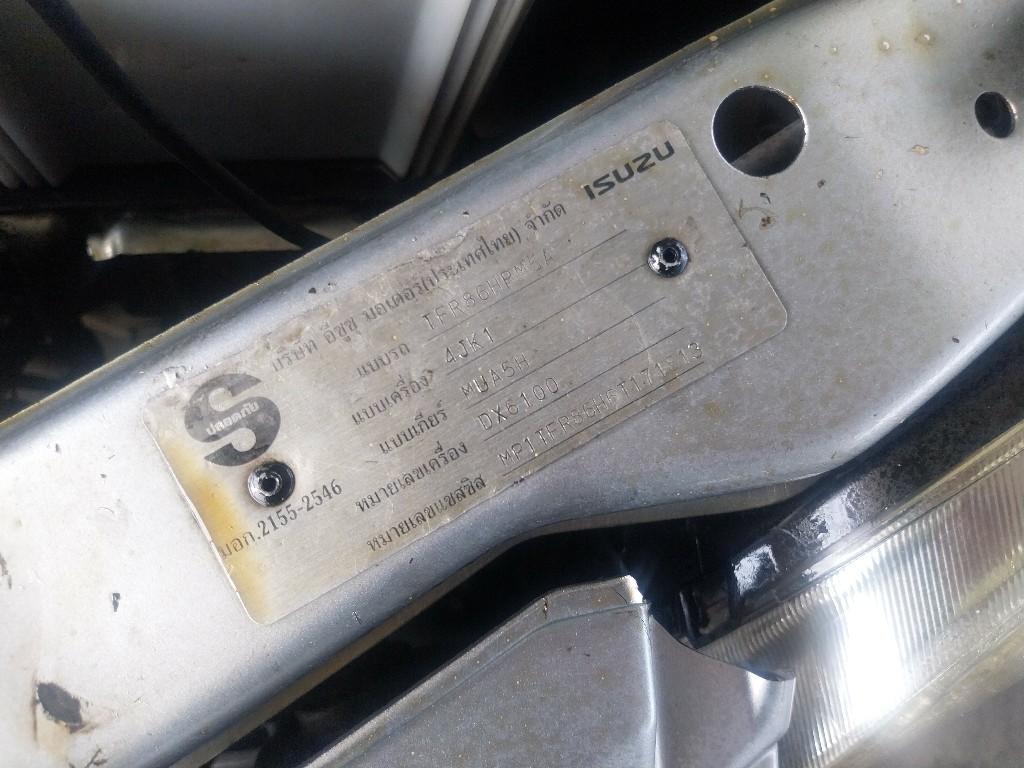 ISUZU
บริษัท อีซูซุ มอเตอร์(ประเทศไทย) จำกัด
แบบรถ TFR86HPM5A
แบบเครื่อง 4JK1
แบบเกียร์ MUA5H
หมายเลขเครื่อง DX6100
หมายเลขแชสซิส
S
ปลอดภัย
มอก.2155-2546